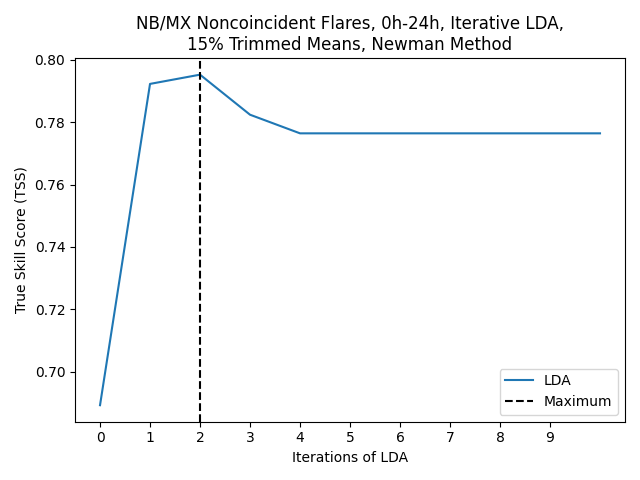 NB/MX Noncoincident Flares, 0h-24h, Iterative LDA,
15% Trimmed Means, Newman Method
True Skill Score (TSS)
0.80
0.78
0.76
0.74
0.72
0.70
0 1 2 3 4 5 6 7 8 9
Iterations of LDA
LDA
Maximum